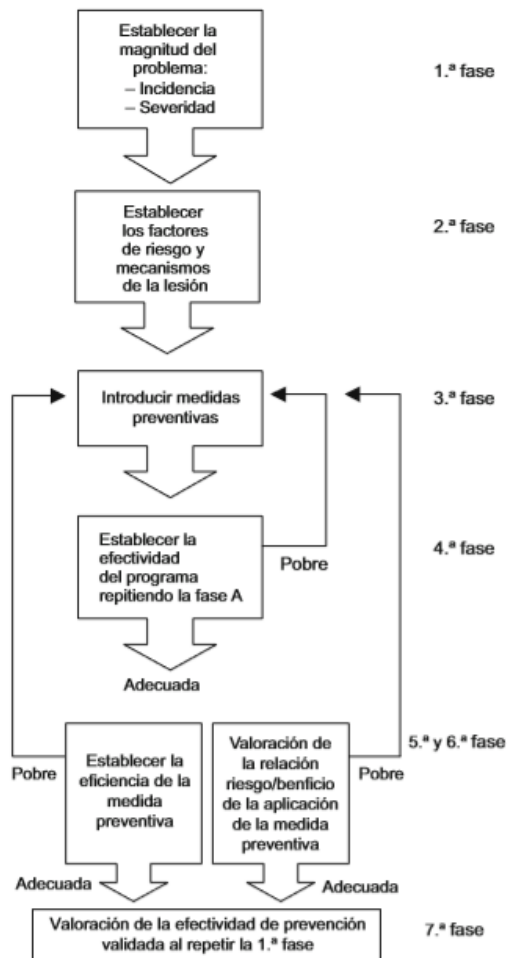 Establecer la
magnitud del
problema:
– Incidencia
– Severidad
1.ª fase
Establecer
los factores
de riesgo y
mecanismos
de la lesión
2.ª fase
Introducir medidas
preventivas
3.ª fase
Establecer la
efectividad
del programa
repitiendo la fase A
Pobre
4.ª fase
Adecuada
Establecer la
eficiencia de la
medida
preventiva
Pobre
Valoración de
la relación
riesgo/benficio
de la aplicación
de la medida
preventiva
Pobre
5.ª y 6.ª fase
Adecuada
Adecuada
Valoración de la efectividad de prevención
validada al repetir la 1.ª fase
7.ª fase